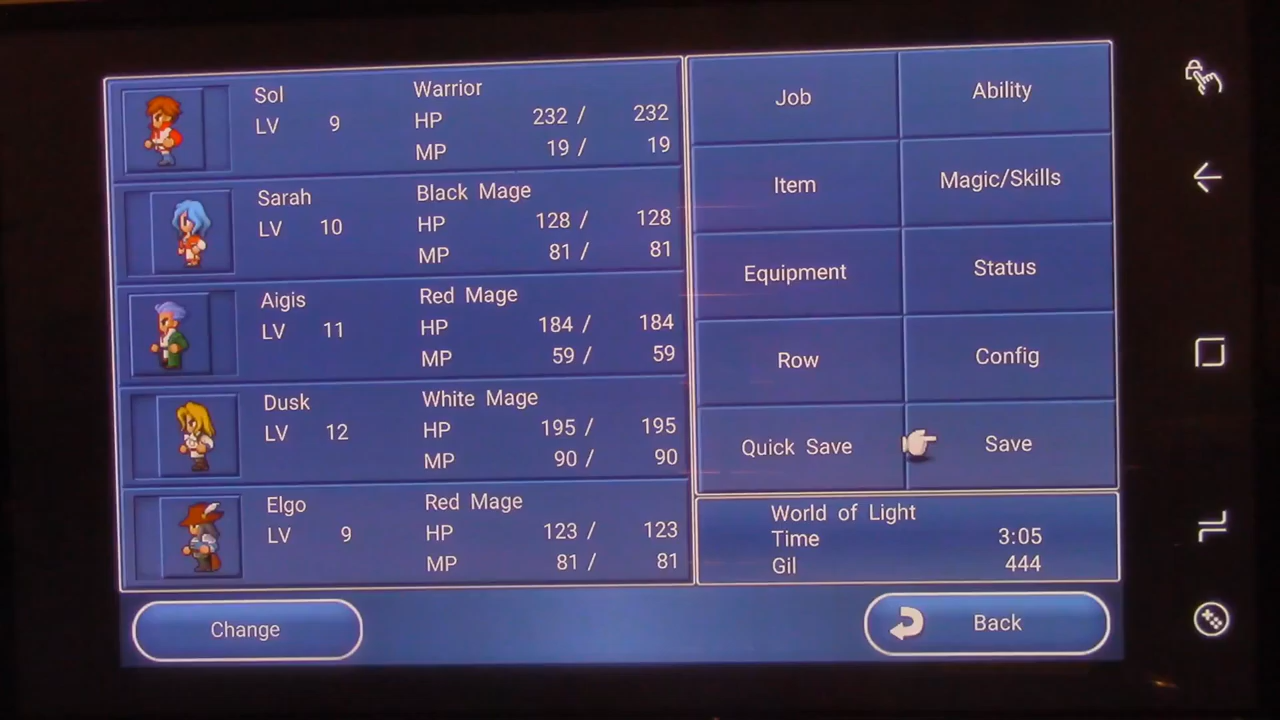 Sol Warrior
LV 9 HP 232 / 232
MP 19 / 19
Sarah Black Mage
LV 10 HP 128 / 128
MP 81 / 81
Aigis Red Mage
LV 11 HP 184 / 184
MP 59 / 59
Dusk White Mage
LV 12 HP 195 / 195
MP 90 / 90
Elgo Red Mage
LV 9 HP 123 / 123
MP 81 / 81
Change
Job Ability
Item Magic/Skills
Equipment Status
Row Config
Quick Save Save
World of Light
Time 3:05
Gil 444
Back